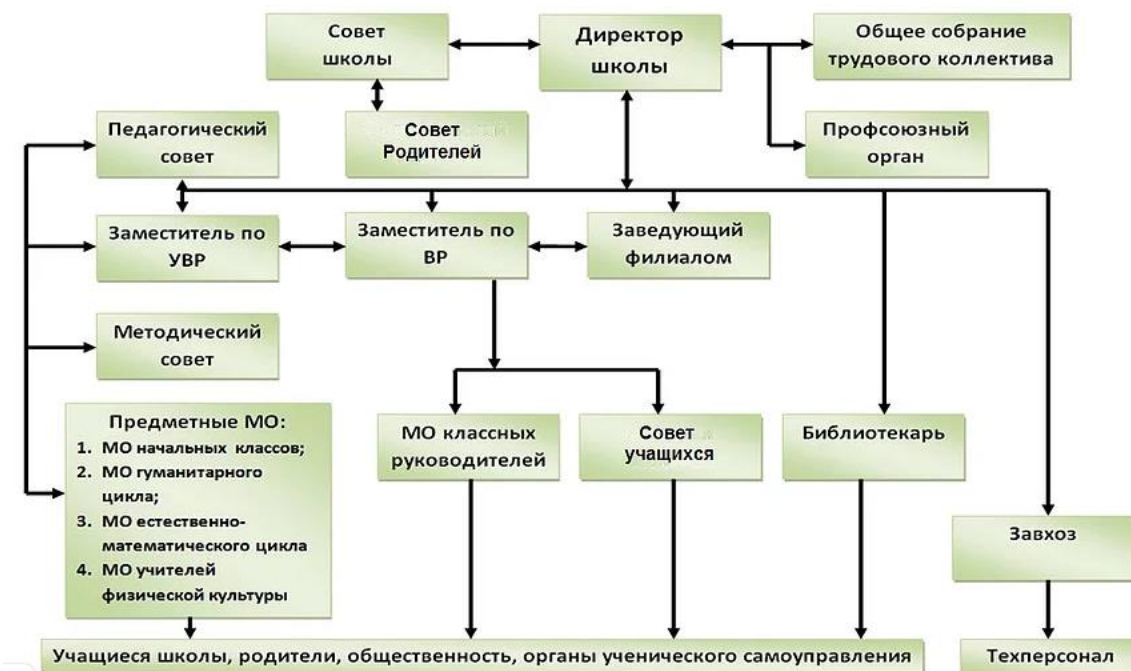 Совет
школы
Директор
школы
Общее собрание
трудового коллектива
Педагогический
совет
Совет
Родителей
Профсоюзный
орган
Заместитель по
УВР
Заместитель по
ВР
Заведующий
филиалом
Методический
совет
Предметные МО:
1. МО начальных классов;
2. МО гуманитарного
цикла;
3. МО естественно-
математического цикла
4. МО учителей
физической культуры
МО классных
руководителей
Совет
учащихся
Библиотекарь
Завхоз
Учащиеся школы, родители, общественность, органы ученического самоуправления
Техперсонал